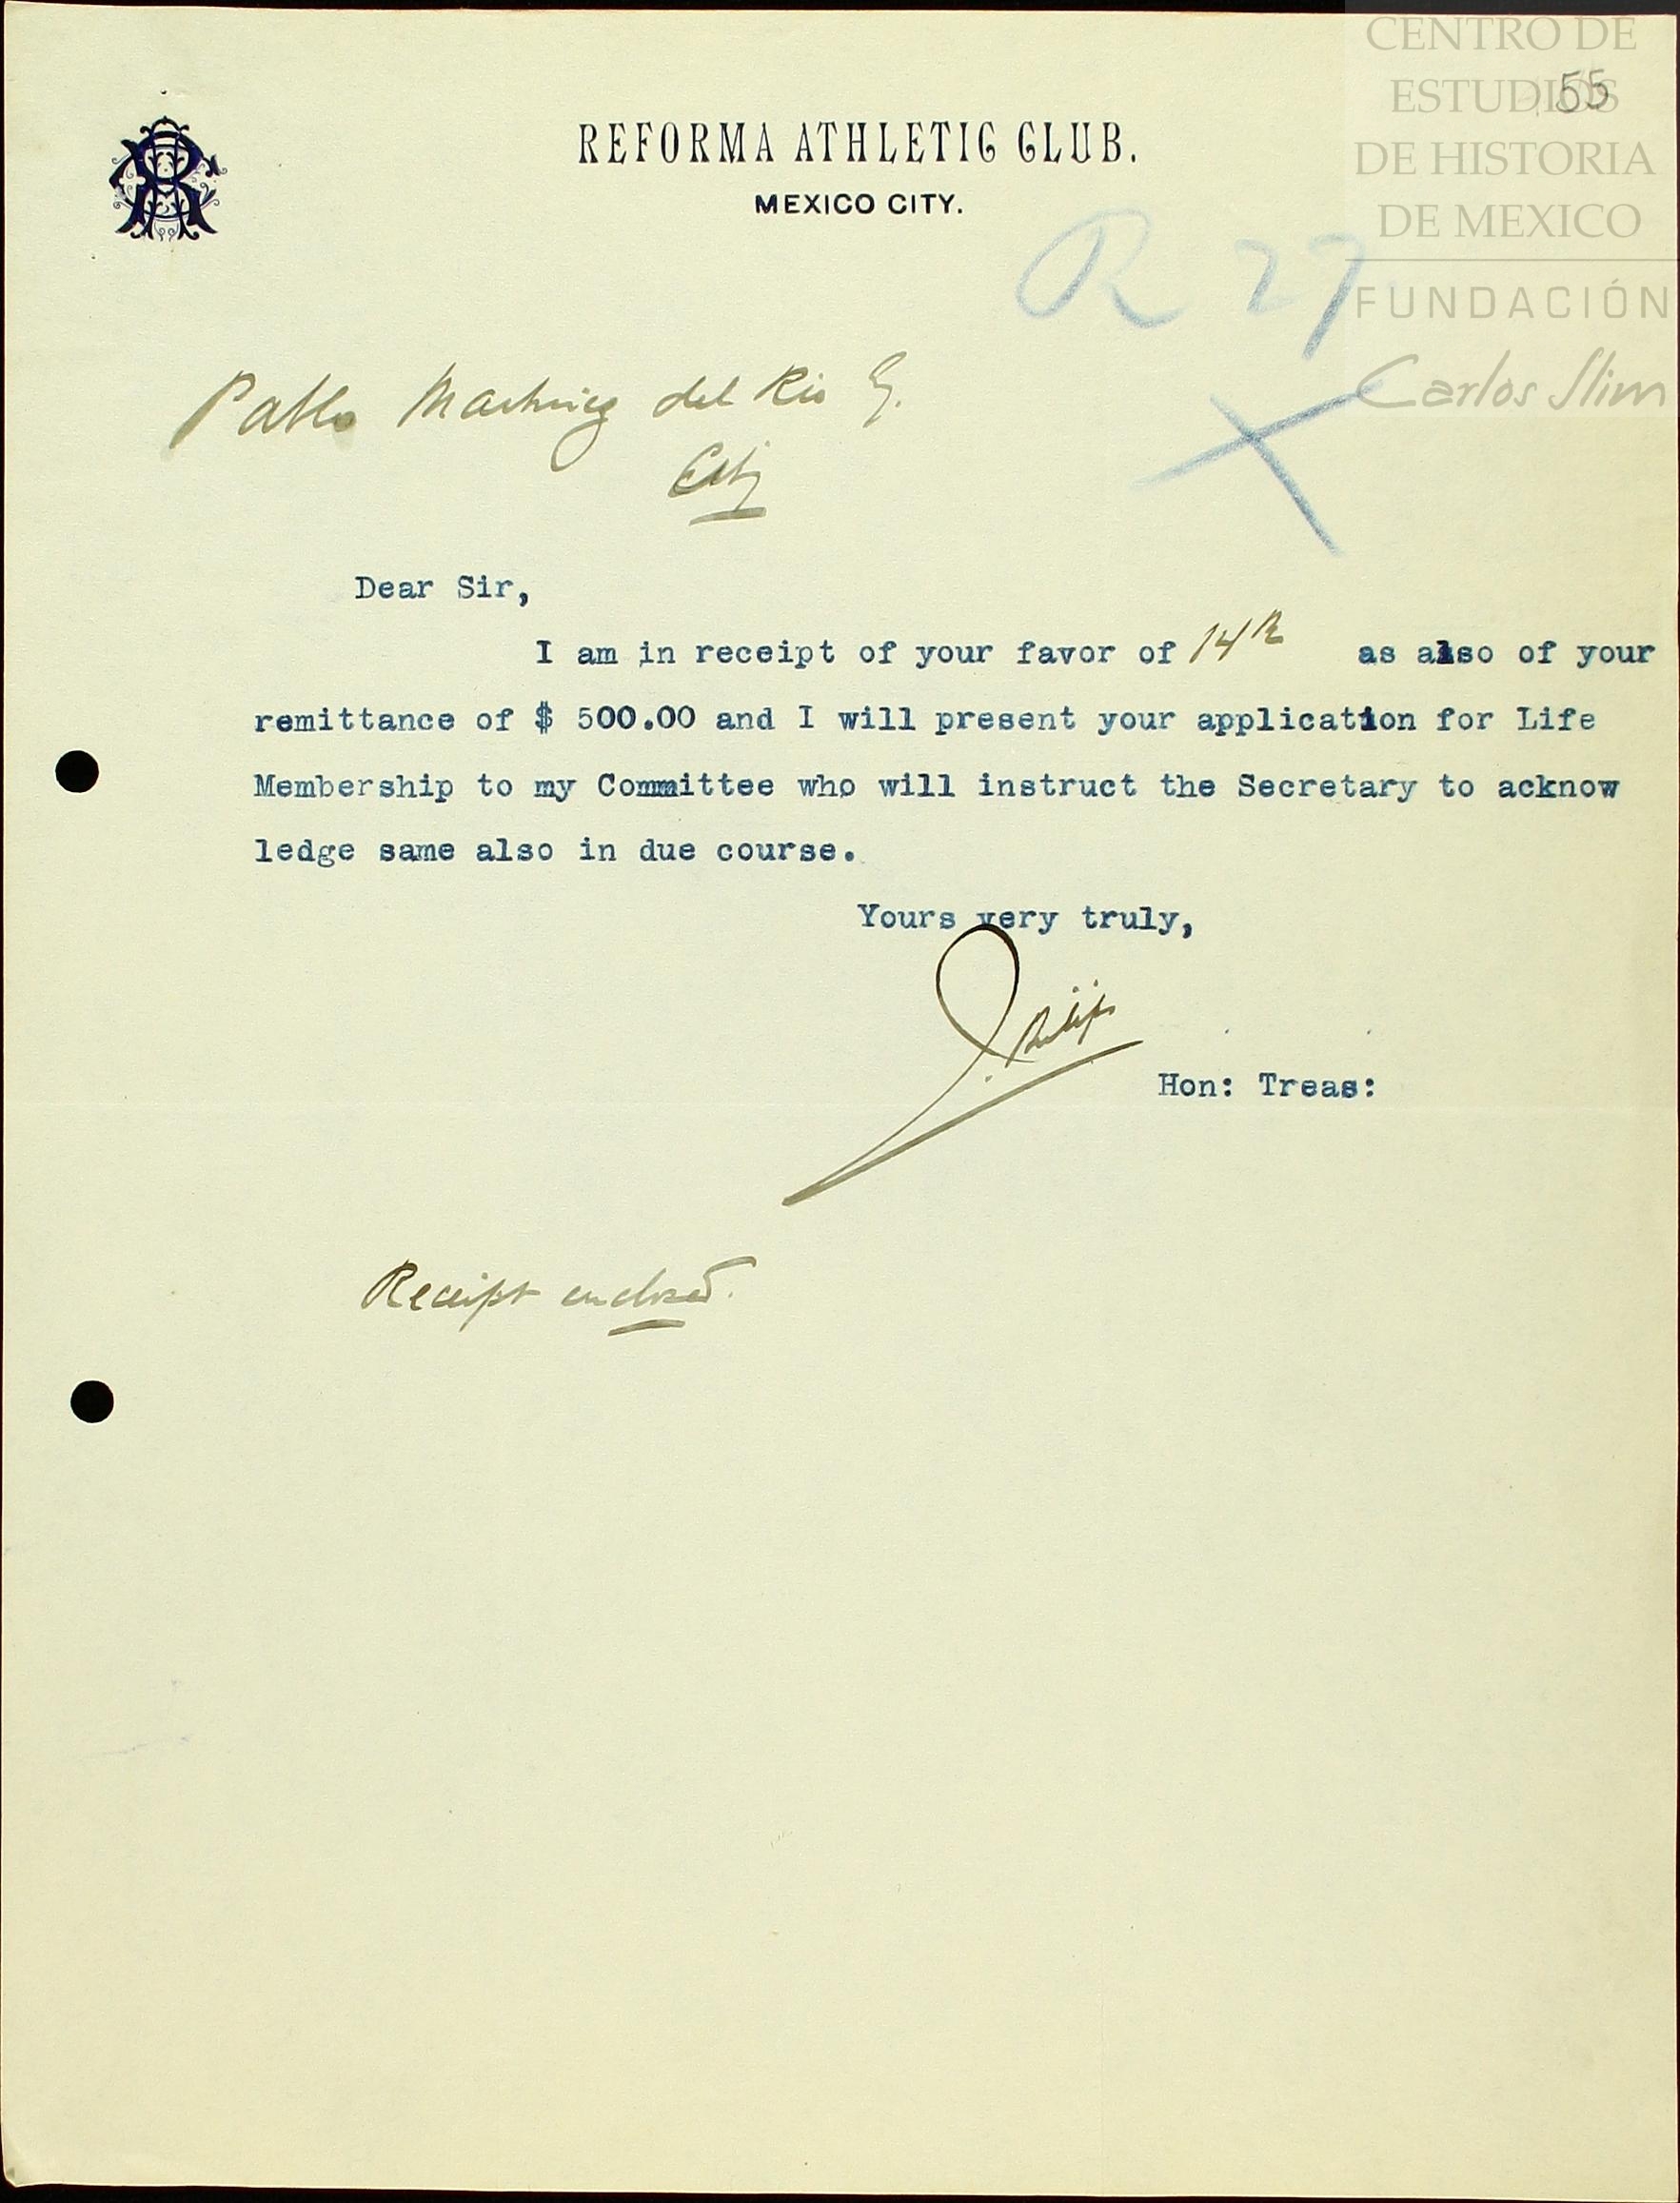 CENTRO DE
ESTUDIOS
55
DE HISTORIA
DE MEXICO
FUNDACIÓN
Carlos Slim
REFORMA ATHLETIC CLUB.
MEXICO CITY.
R 27
Pablo Martinez del Rio
City
Dear Sir,
I am in receipt of your favor of 14th as also of your
remittance of $ 500.00 and I will present your application for Life
Membership to my Committee who will instruct the Secretary to acknow
ledge same also in due course.
Yours very truly,
Hon: Treas:
Receipt enclosed.